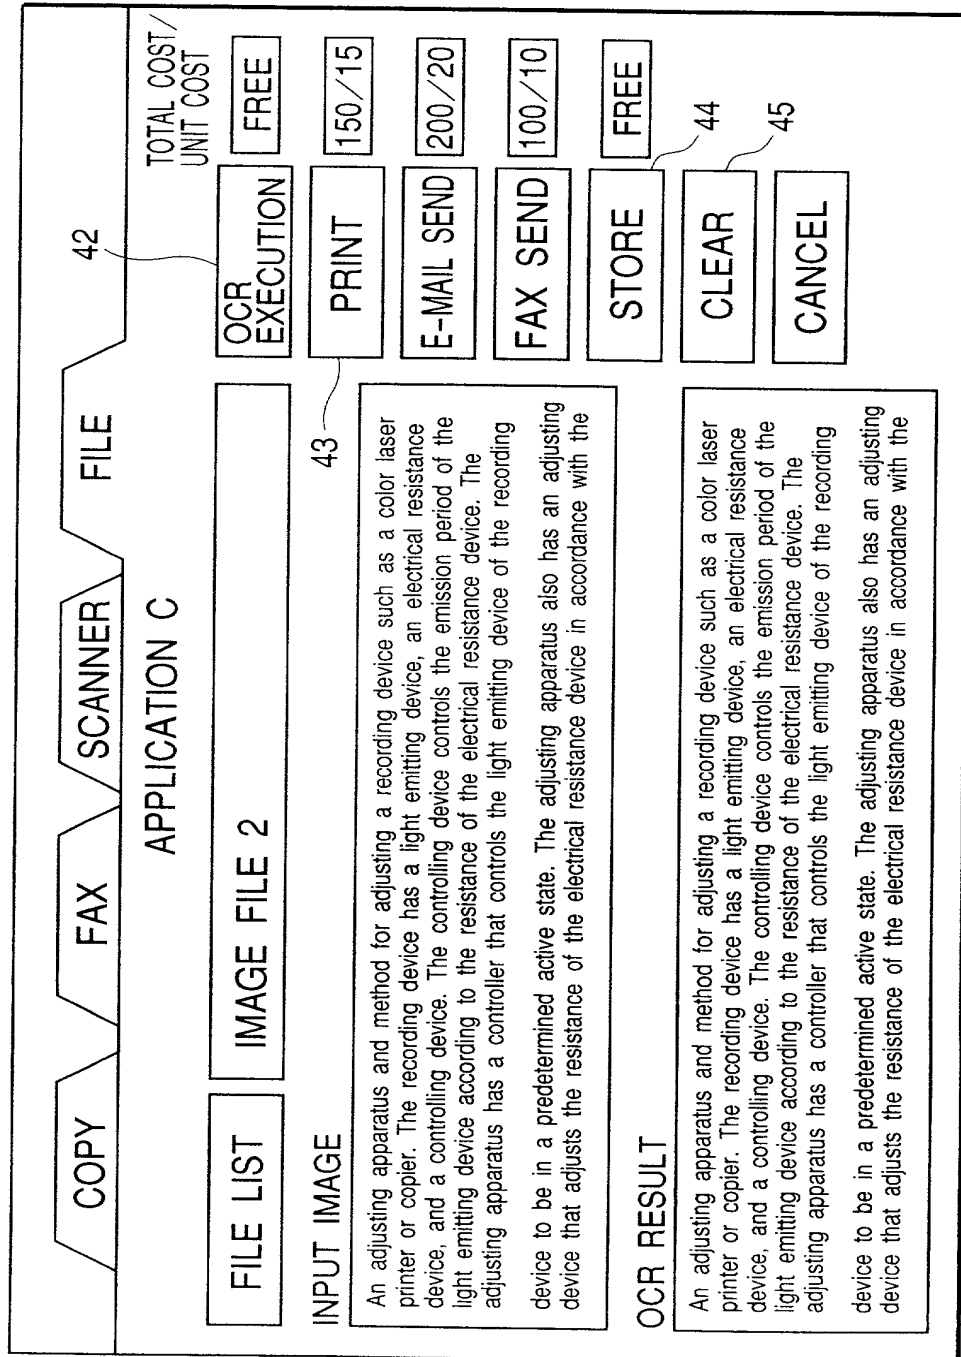 COPY
FAX
SCANNER
FILE
42
APPLICATION C
TOTAL COST/
UNIT COST
FILE LIST
IMAGE FILE 2
OCR
EXECUTION
FREE
INPUT IMAGE
43
PRINT
150/15
An adjusting apparatus and method for adjusting a recording device such as a color laser
printer or copier. The recording device has a light emitting device, an electrical resistance
device, and a controlling device. The controlling device controls the emission period of the
light emitting device according to the resistance of the electrical resistance device. The
adjusting apparatus has a controller that controls the light emitting device of the recording
device to be in a predetermined active state. The adjusting apparatus also has an adjusting
device that adjusts the resistance of the electrical resistance device in accordance with the
E-MAIL SEND
200/20
FAX SEND
100/10
STORE
FREE
44
OCR RESULT
CLEAR
45
An adjusting apparatus and method for adjusting a recording device such as a color laser
printer or copier. The recording device has a light emitting device, an electrical resistance
device, and a controlling device. The controlling device controls the emission period of the
light emitting device according to the resistance of the electrical resistance device. The
adjusting apparatus has a controller that controls the light emitting device of the recording
device to be in a predetermined active state. The adjusting apparatus also has an adjusting
device that adjusts the resistance of the electrical resistance device in accordance with the
CANCEL